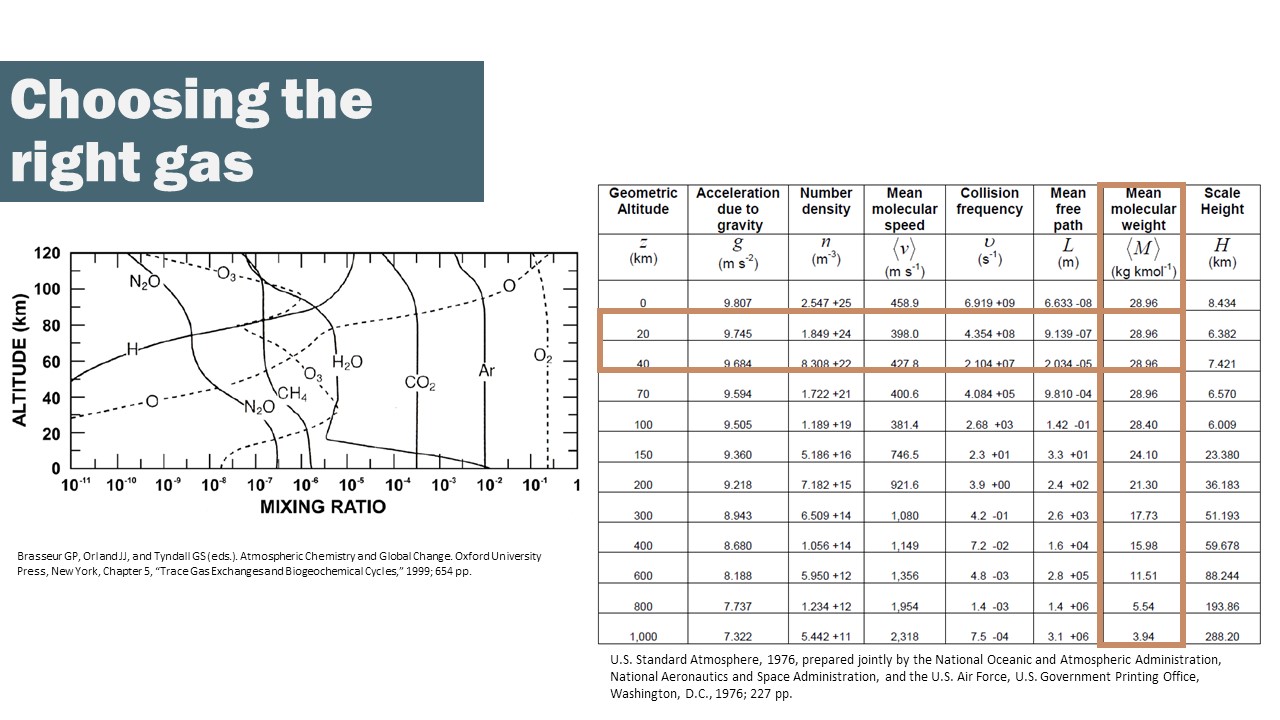 Choosing the
right gas
120
100
80
60
40
20
0
ALTITUDE (km)
N2O
O3
O
H
H2O
O2
O3
CO2
Ar
CH4
O
N2O
10-11 10-10 10-9 10-8 10-7 10-6 10-5 10-4 10-3 10-2 10-1 1
MIXING RATIO
Brasseur GP, Orland JJ, and Tyndall GS (eds.). Atmospheric Chemistry and Global Change. Oxford University
Press, New York, Chapter 5, “Trace Gas Exchanges and Biogeochemical Cycles,” 1999; 654 pp.
Geometric Altitude Acceleration due to gravity Number density Mean molecular speed Collision frequency Mean free path Mean molecular weight Scale Height
z (km) g (m s-2) n (m-3) ⟨v⟩ (m s-1) υ (s-1) L (m) ⟨M⟩ (kg kmol-1) H (km)
0 9.807 2.547 +25 458.9 6.919 +09 6.633 -08 28.96 8.434
20 9.745 1.849 +24 398.0 4.354 +08 9.139 -07 28.96 6.382
40 9.684 8.308 +22 427.8 2.104 +07 2.034 -05 28.96 7.421
70 9.594 1.722 +21 400.6 4.084 +05 9.810 -04 28.96 6.570
100 9.505 1.189 +19 381.4 2.68 +03 1.42 -01 28.40 6.009
150 9.360 5.186 +16 746.5 2.3 +01 3.3 +01 24.10 23.380
200 9.218 7.182 +15 921.6 3.9 +00 2.4 +02 21.30 36.183
300 8.943 6.509 +14 1,080 4.2 -01 2.6 +03 17.73 51.193
400 8.680 1.056 +14 1,149 7.2 -02 1.6 +04 15.98 59.678
600 8.188 5.950 +12 1,356 4.8 -03 2.8 +05 11.51 88.244
800 7.737 1.234 +12 1,954 1.4 -03 1.4 +06 5.54 193.86
1,000 7.322 5.442 +11 2,318 7.5 -04 3.1 +06 3.94 288.20
U.S. Standard Atmosphere, 1976, prepared jointly by the National Oceanic and Atmospheric Administration,
National Aeronautics and Space Administration, and the U.S. Air Force, U.S. Government Printing Office,
Washington, D.C., 1976; 227 pp.